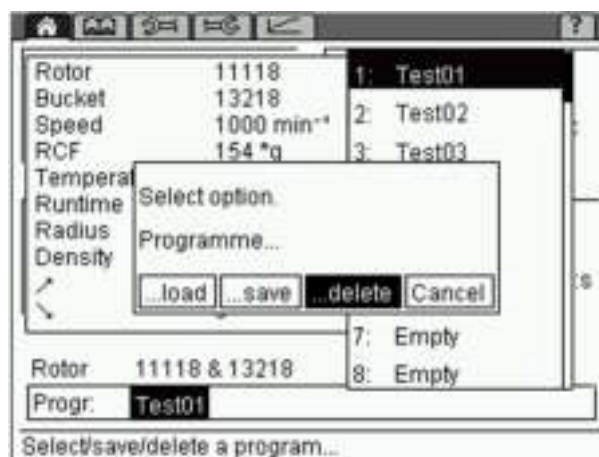 ?
Rotor 11118
Bucket 13218
Speed 1000 min⁻¹
RCF 154 *g
Runtime
Radius
Density
1: Test01
2: Test02
3: Test03
Select option.
Programme...
...load ...save ...delete Cancel
7: Empty
8: Empty
Rotor 11118 & 13218
Progr: Test01
Select/save/delete a program...